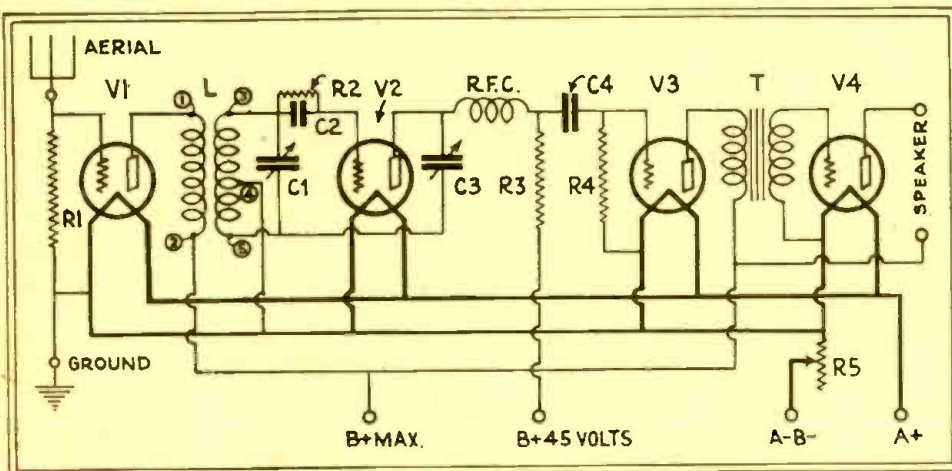 AERIAL
V1 L R2 V2 R.F.C. C4 V3 T V4
① ③
C2
C1 C3 R3 R4 SPEAKER
R1 ④
② ⑤
GROUND
R5
B+MAX. B+45 VOLTS A-B- A+